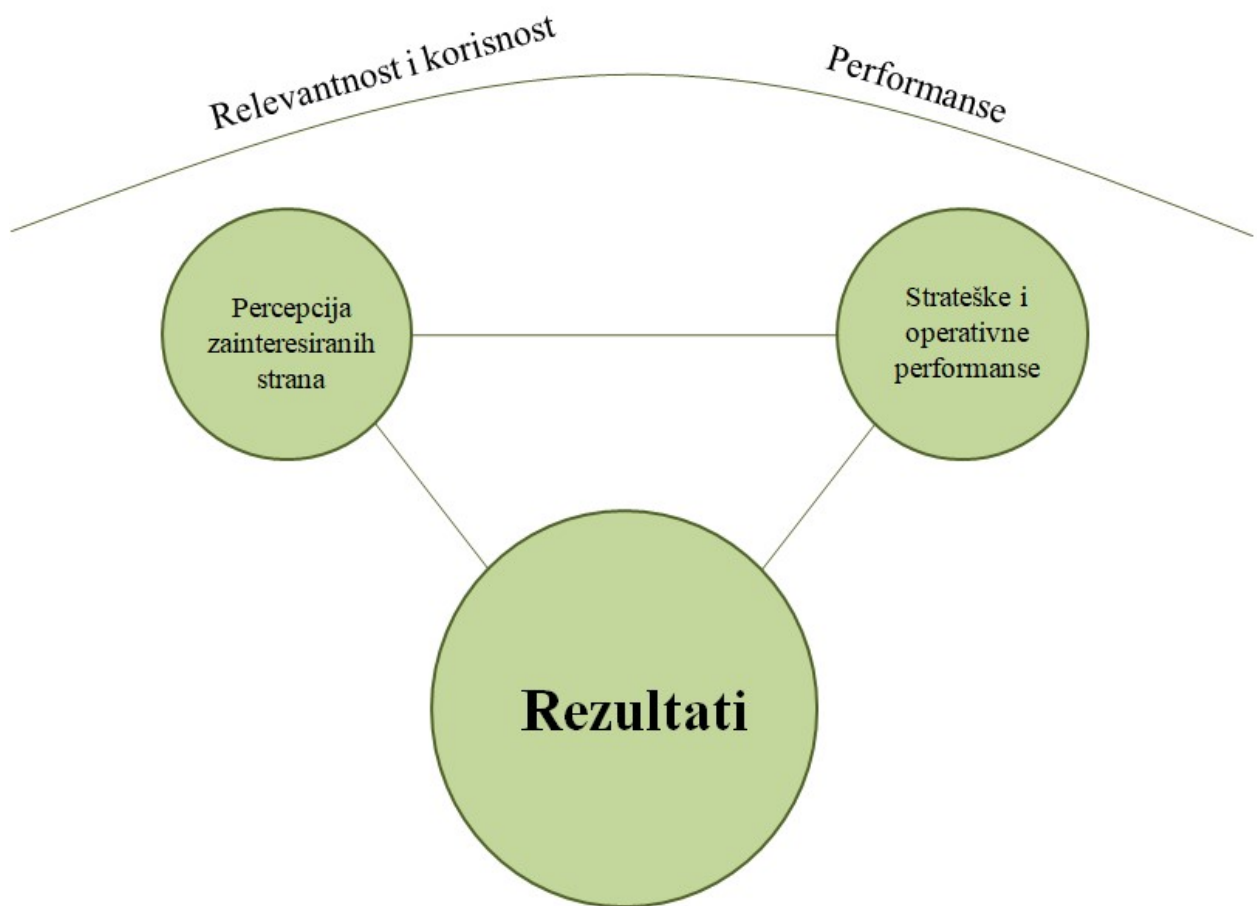 Relevantnost i korisnost
Performanse
Percepcija
zainteresiranih
strana
Strateške i
operativne
performanse
Rezultati